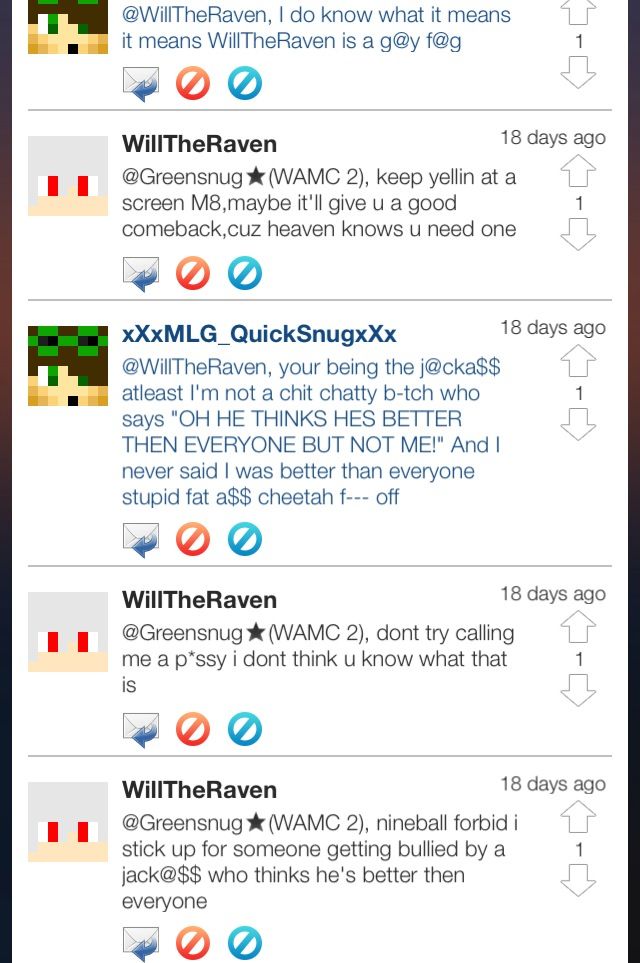 @WillTheRaven, I do know what it means
it means WillTheRaven is a g@y f@g
1
WillTheRaven
18 days ago
@Greensnug★(WAMC 2), keep yellin at a
screen M8,maybe it'll give u a good
comeback,cuz heaven knows u need one
1
xXxMLG_QuickSnugxXx
18 days ago
@WillTheRaven, your being the j@cka$$
atleast I'm not a chit chatty b-tch who
says "OH HE THINKS HES BETTER
THEN EVERYONE BUT NOT ME!" And I
never said I was better than everyone
stupid fat a$$ cheetah f--- off
1
WillTheRaven
18 days ago
@Greensnug★(WAMC 2), dont try calling
me a p*ssy i dont think u know what that
is
1
WillTheRaven
18 days ago
@Greensnug★(WAMC 2), nineball forbid i
stick up for someone getting bullied by a
jack@$$ who thinks he's better then
everyone
1